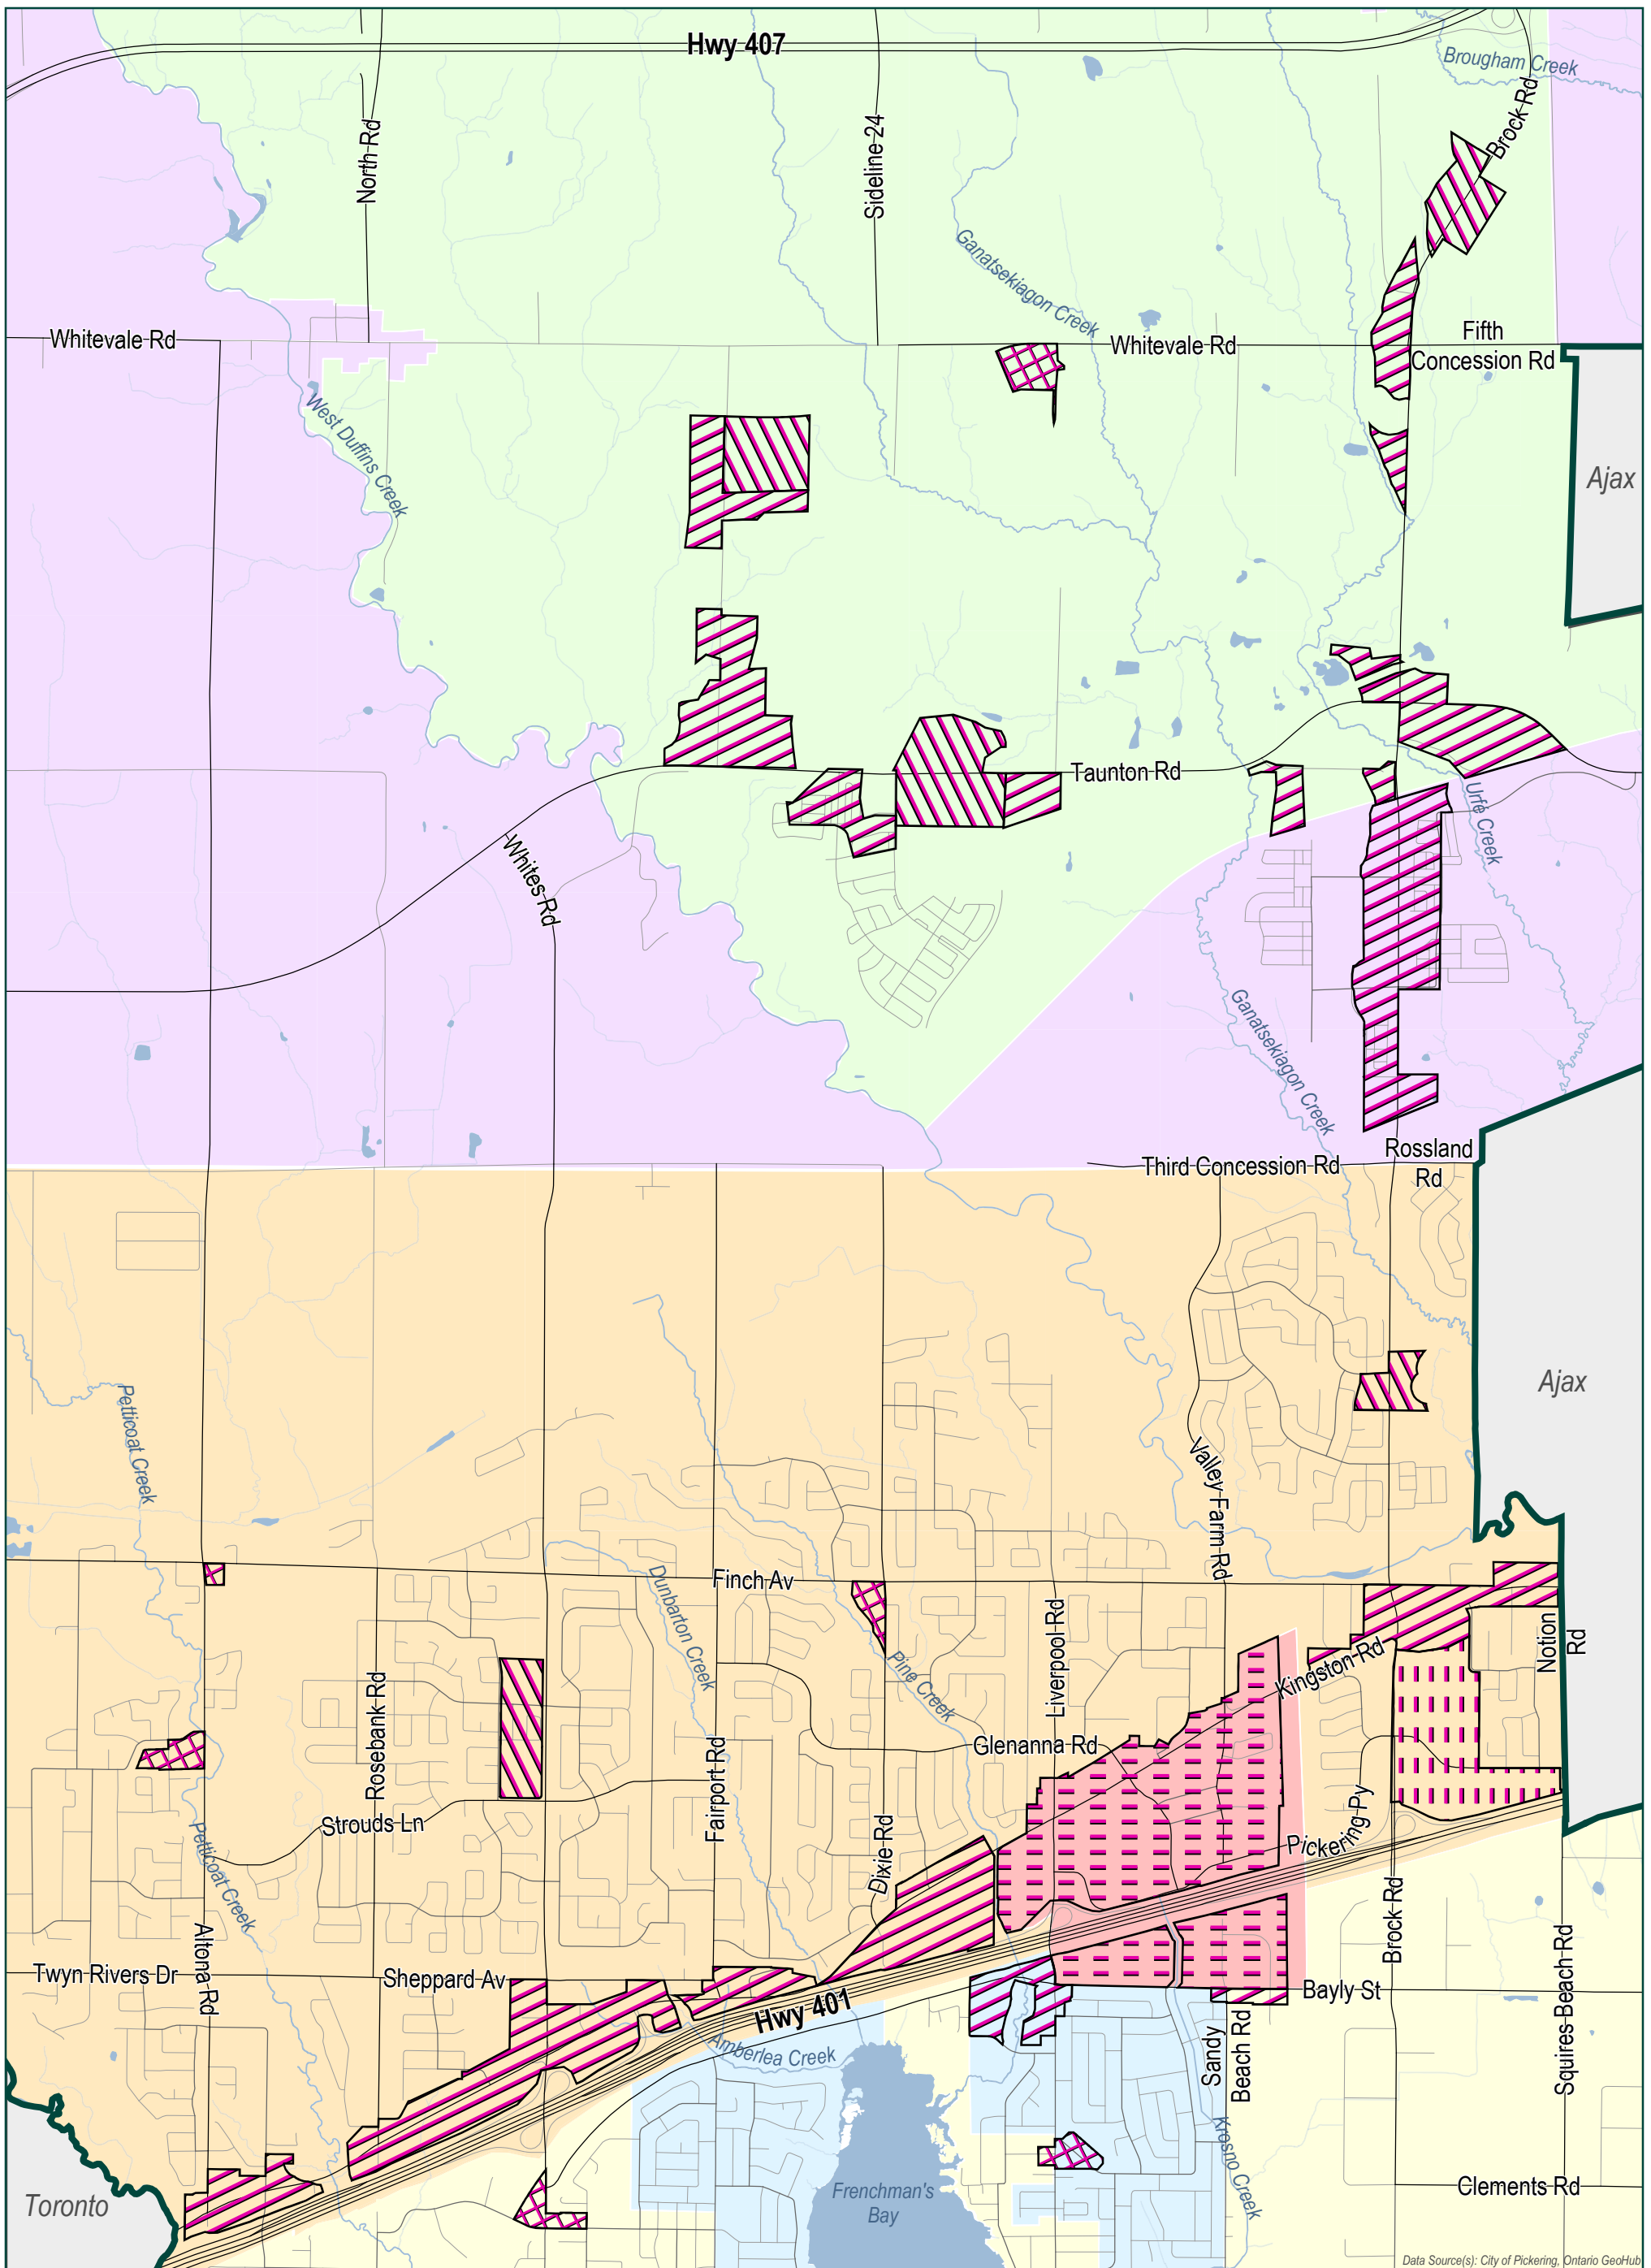 Hwy 407
Brougham Creek
Brock Rd
North Rd
Sideline 24
Ganatsekiagon Creek
Whitevale Rd
Whitevale Rd
Fifth
Concession Rd
West Duffins Creek
Ajax
Taunton Rd
Urfe Creek
Whites Rd
Ganatsekiagon Creek
Third Concession Rd
Rossland
Rd
Ajax
Petticoat Creek
Valley Farm Rd
Finch Av
Dunbarton Creek
Pine Creek
Liverpool Rd
Kingston Rd
Notion
Rd
Rosebank Rd
Fairport Rd
Glenanna Rd
Strouds Ln
Dixie Rd
Pickering Py
Petticoat Creek
Altona Rd
Brock Rd
Twyn Rivers Dr
Sheppard Av
Hwy 401
Bayly St
Squires Beach Rd
Amberlea Creek
Sandy
Beach Rd
Krosno Creek
Toronto
Frenchman's
Bay
Clements Rd
Data Source(s): City of Pickering, Ontario GeoHub